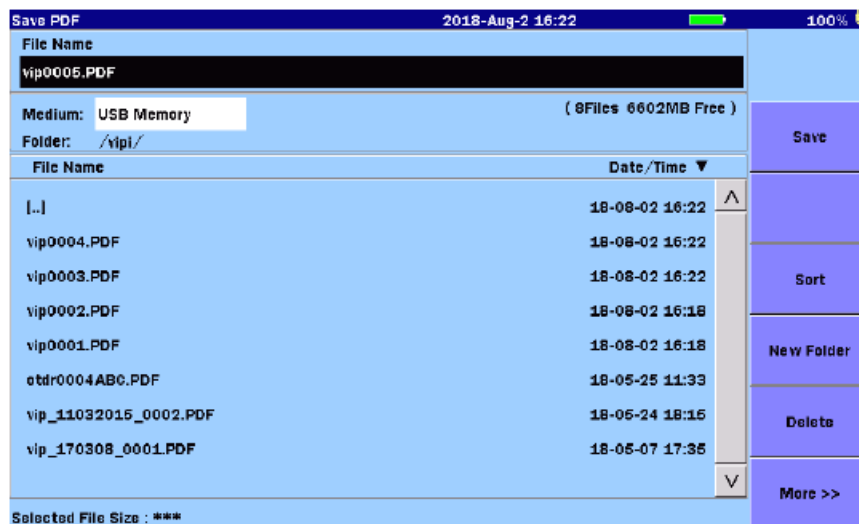 Save PDF 2018-Aug-2 16:22 100%
File Name
vip0005.PDF
Medium: USB Memory (8Files 6602MB Free)
Folder: /vipi/
Save
File Name Date/Time ▼
[..] 18-08-02 16:22
vip0004.PDF 18-08-02 16:22
vip0003.PDF 18-08-02 16:22
Sort
vip0002.PDF 18-08-02 16:18
vip0001.PDF 18-08-02 16:18
New Folder
otdr0004ABC.PDF 18-05-25 11:33
vip_11032015_0002.PDF 18-05-24 18:15
Delete
vip_170308_0001.PDF 18-05-07 17:35
More >>
Selected File Size : ***